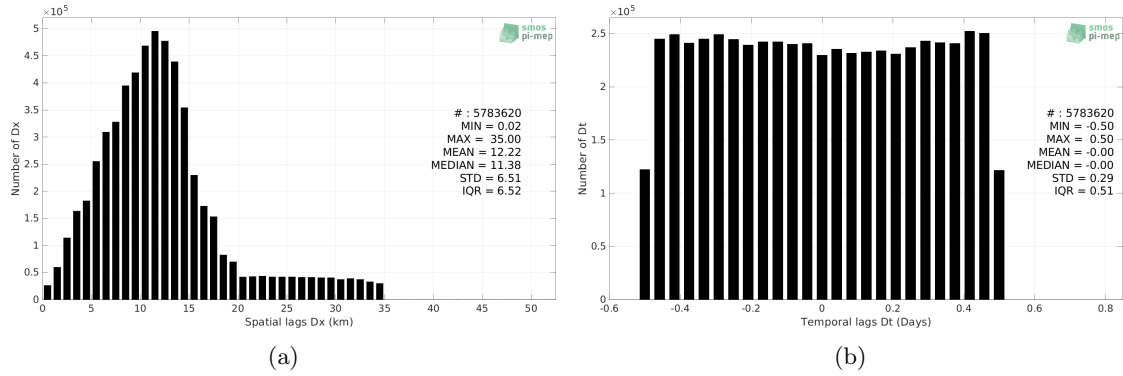 ×10⁵
5
4.5
4
3.5
3
2.5
2
1.5
1
0.5
0
Number of Dx
smos
pi-mep
# : 5783620
MIN = 0.02
MAX = 35.00
MEAN = 12.22
MEDIAN = 11.38
STD = 6.51
IQR = 6.52
0 5 10 15 20 25 30 35 40 45 50
Spatial lags Dx (km)
(a)
×10⁵
2.5
2
1.5
1
0.5
0
Number of Dt
smos
pi-mep
# : 5783620
MIN = -0.50
MAX = 0.50
MEAN = -0.00
MEDIAN = -0.00
STD = 0.29
IQR = 0.51
-0.6 -0.4 -0.2 0 0.2 0.4 0.6 0.8
Temporal lags Dt (Days)
(b)